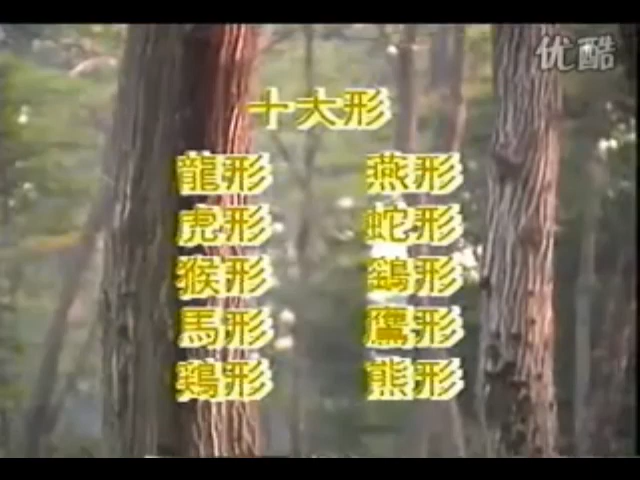 优酷
十大形
龍形 燕形
虎形 蛇形
猴形 鷂形
馬形 鷹形
鶏形 熊形